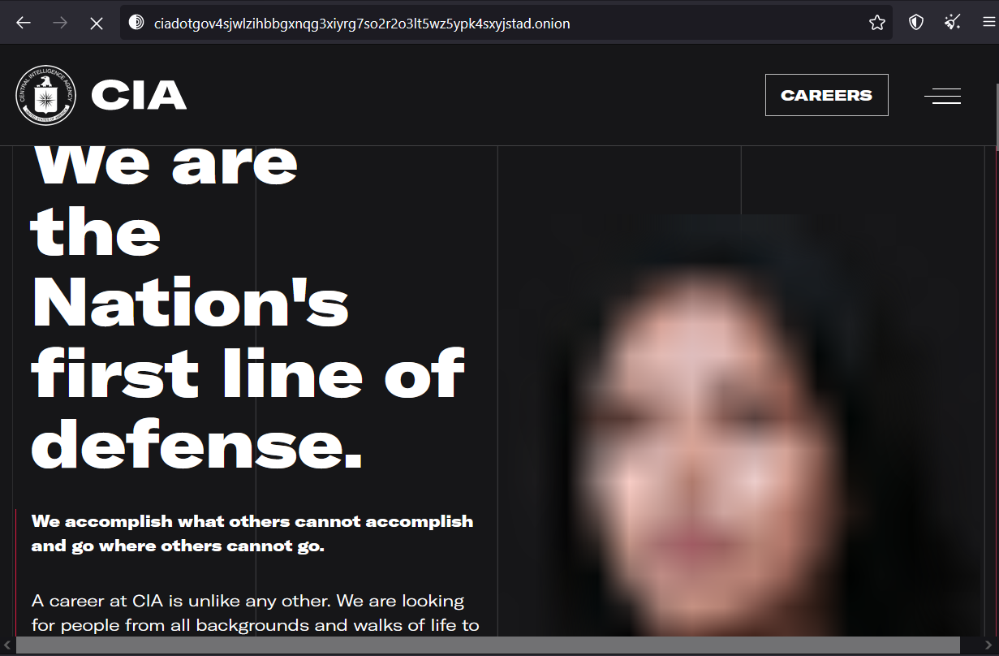 ciadotgov4sjwlzihbbgxnqg3xiyrg7so2r2o3lt5wz5ypk4sxyjstad.onion
CENTRAL INTELLIGENCE AGENCY
UNITED STATES OF AMERICA
CIA
CAREERS
We are
the
Nation's
first line of
defense.
We accomplish what others cannot accomplish
and go where others cannot go.
A career at CIA is unlike any other. We are looking
for people from all backgrounds and walks of life to